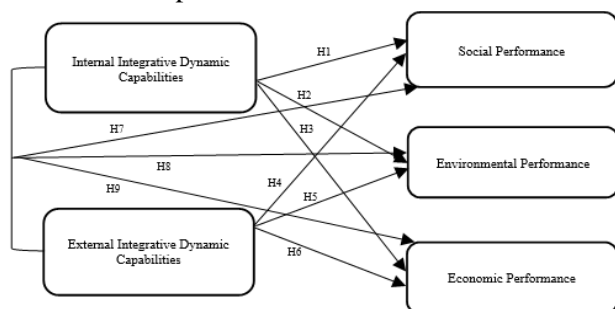 Internal Integrative Dynamic
Capabilities
Social Performance
H1
H2
H7
H3
H8
Environmental Performance
H4
H9
H5
External Integrative Dynamic
Capabilities
H6
Economic Performance